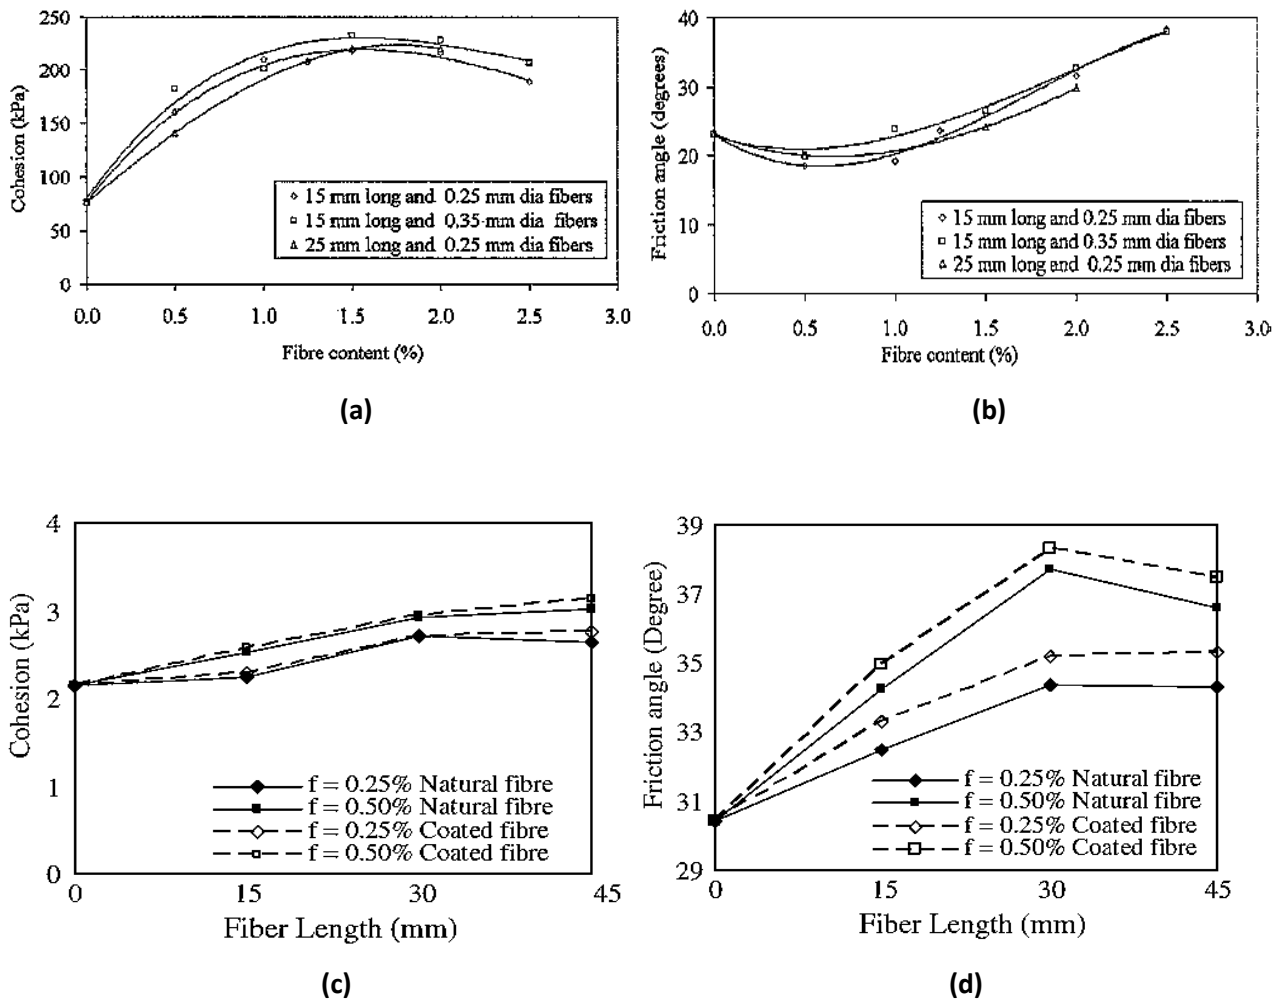 250
200
150
100
50
0
Cohesion (kPa)
15 mm long and 0.25 mm dia fibers
15 mm long and 0.35 mm dia fibers
25 mm long and 0.25 mm dia fibers
0.0 0.5 1.0 1.5 2.0 2.5 3.0
Fibre content (%)
(a)
40
30
20
10
0
Friction angle (degrees)
15 mm long and 0.25 mm dia fibers
15 mm long and 0.35 mm dia fibers
25 mm long and 0.25 mm dia fibers
0.0 0.5 1.0 1.5 2.0 2.5 3.0
Fibre content (%)
(b)
4
3
2
1
0
Cohesion (kPa)
f = 0.25% Natural fibre
f = 0.50% Natural fibre
f = 0.25% Coated fibre
f = 0.50% Coated fibre
0 15 30 45
Fiber Length (mm)
(c)
39
37
35
33
31
29
Friction angle (Degree)
f = 0.25% Natural fibre
f = 0.50% Natural fibre
f = 0.25% Coated fibre
f = 0.50% Coated fibre
0 15 30 45
Fiber Length (mm)
(d)